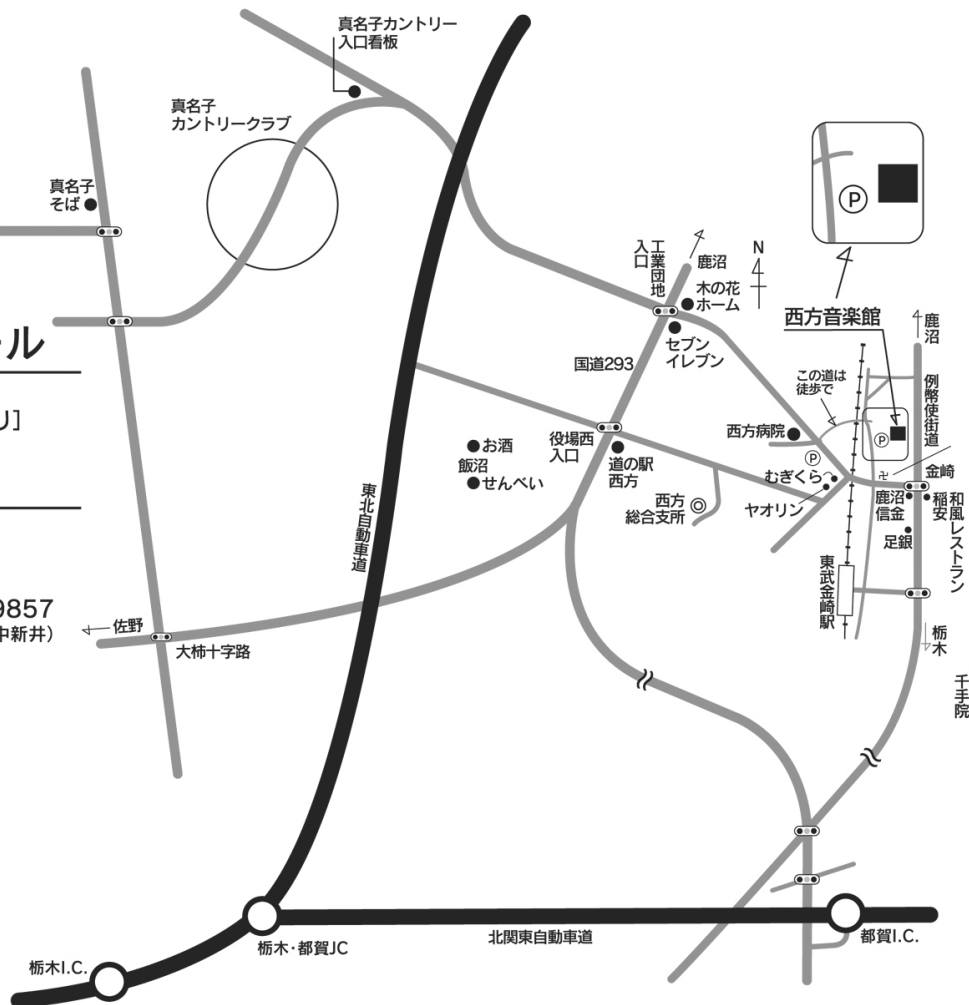 真名子カントリー
入口看板
真名子
カントリークラブ
真名子
そば
ール
リ]
9857
中新井)
工業団地
入口
鹿沼
N
木の花
ホーム
セブン
イレブン
国道293
P
西方音楽館
鹿沼
この道は
徒歩で
例幣使街道
P
西方病院
P
役場西
入口
道の駅
西方
お酒
飯沼
せんべい
むぎくら
ヤオリン
西方
総合支所
卍
金崎
鹿沼
信金
和風レストラン
稲安
足銀
東武金崎駅
東北自動車道
佐野
大柿十字路
栃木
千手院
栃木・都賀JC
北関東自動車道
都賀I.C.
栃木I.C.